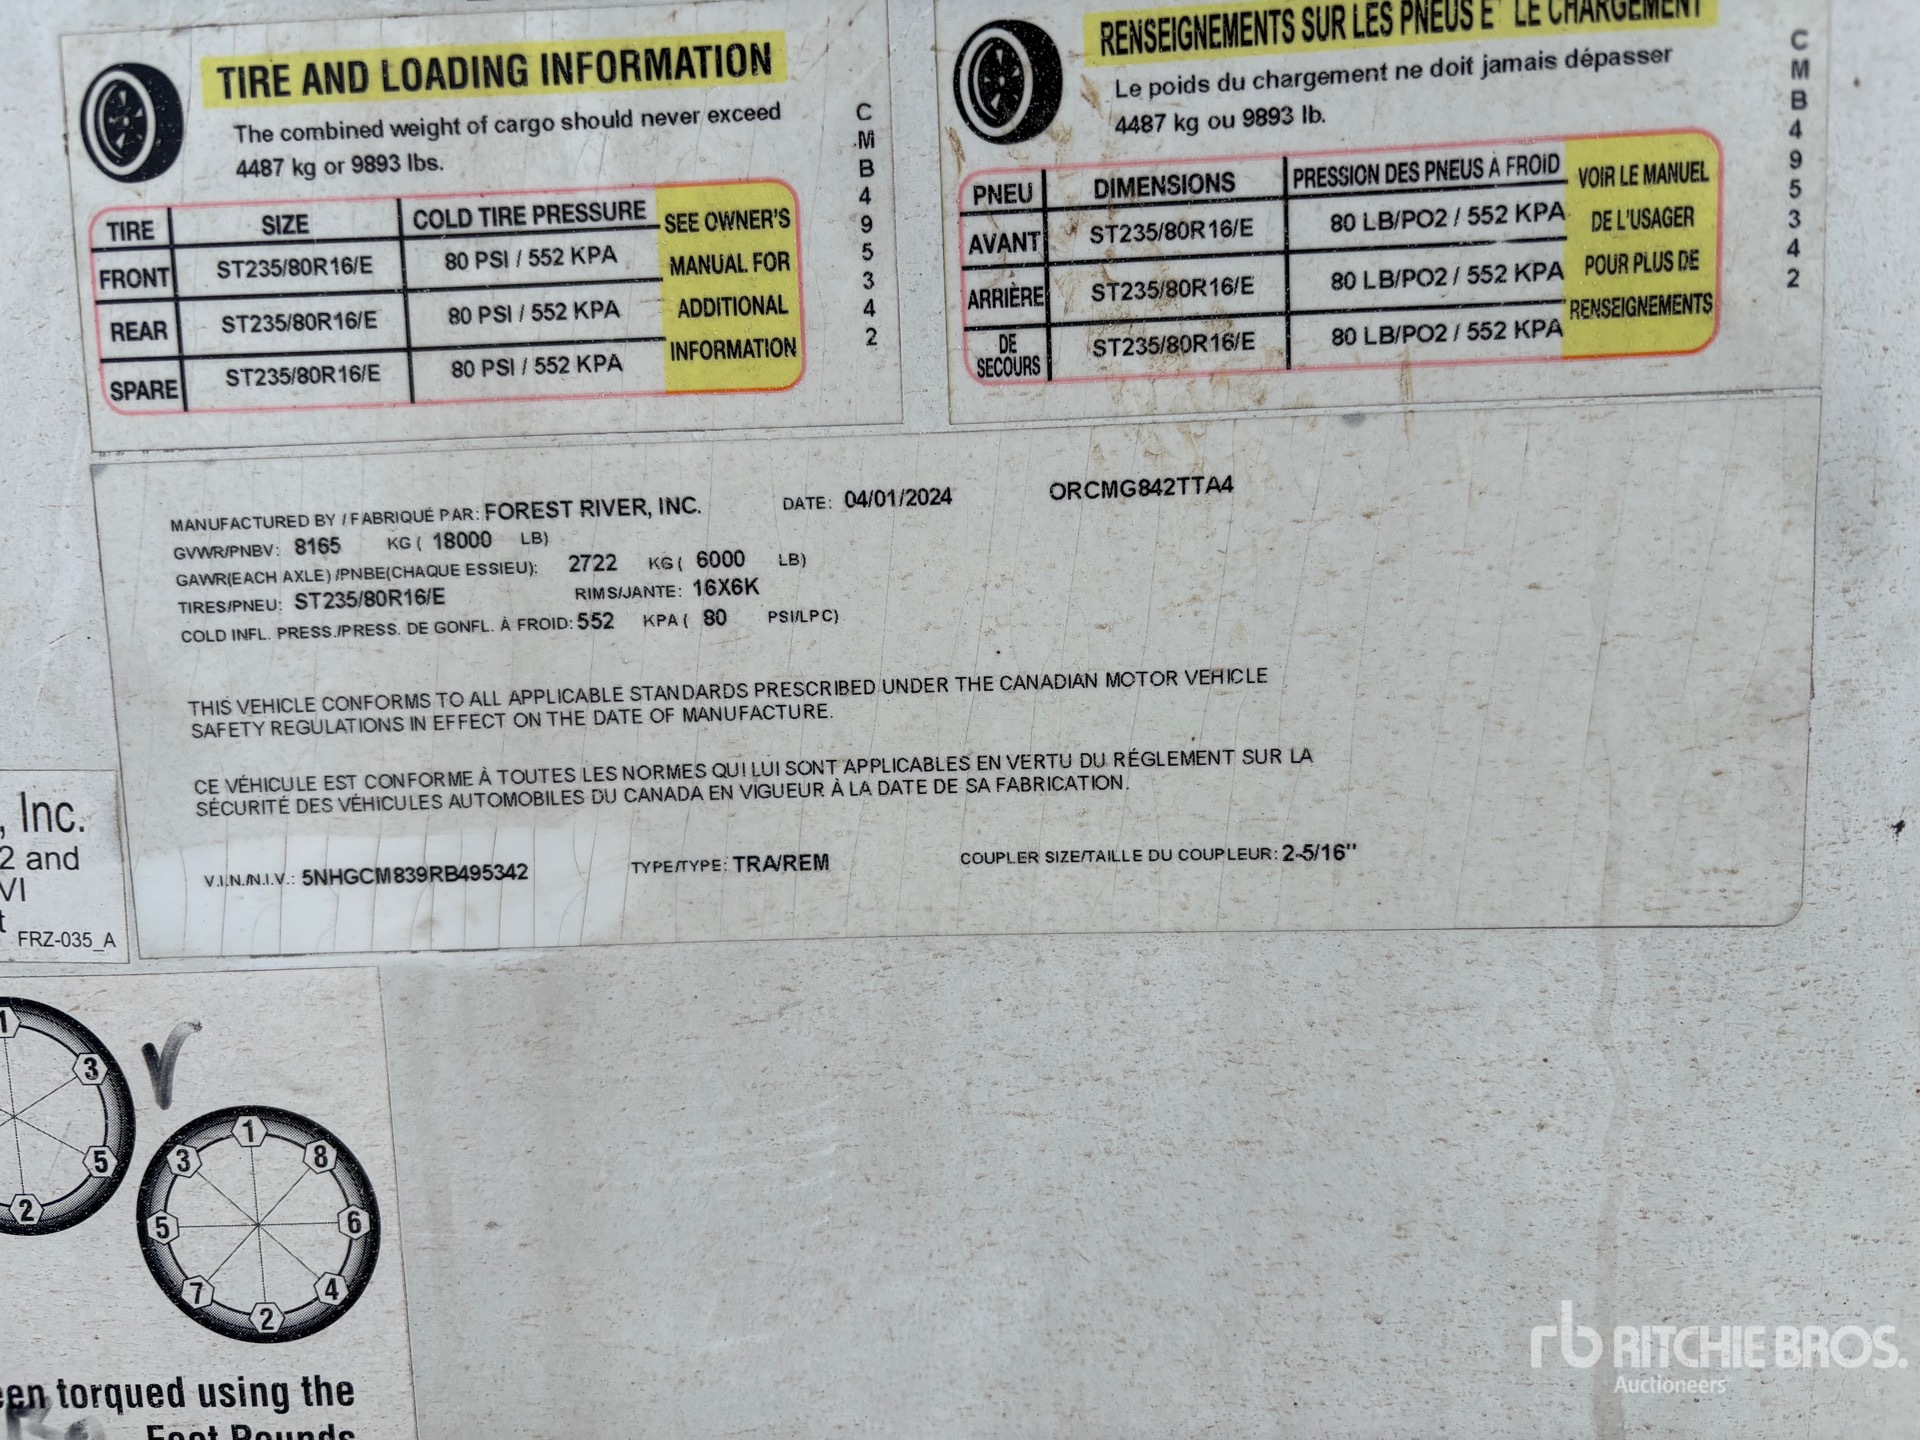 TIRE AND LOADING INFORMATION
The combined weight of cargo should never exceed
4487 kg or 9893 lbs.
TIRE SIZE COLD TIRE PRESSURE
FRONT ST235/80R16/E 80 PSI / 552 KPA
REAR ST235/80R16/E 80 PSI / 552 KPA
SPARE ST235/80R16/E 80 PSI / 552 KPA
SEE OWNER'S
MANUAL FOR
ADDITIONAL
INFORMATION
C
M
B
4
9
5
3
4
2
RENSEIGNEMENTS SUR LES PNEUS E LE CHARGEMENT
Le poids du chargement ne doit jamais dépasser
4487 kg ou 9893 lb.
PNEU DIMENSIONS PRESSION DES PNEUS À FROID
AVANT ST235/80R16/E 80 LB/PO2 / 552 KPA
ARRIÈRE ST235/80R16/E 80 LB/PO2 / 552 KPA
DE
SECOURS ST235/80R16/E 80 LB/PO2 / 552 KPA
VOIR LE MANUEL
DE L'USAGER
POUR PLUS DE
RENSEIGNEMENTS
C
M
B
4
9
5
3
4
2
MANUFACTURED BY / FABRIQUÉ PAR: FOREST RIVER, INC. DATE: 04/01/2024 ORCMG842TTA4
GVWR/PNBV: 8165 KG ( 18000 LB)
GAWR(EACH AXLE) /PNBE(CHAQUE ESSIEU): 2722 KG ( 6000 LB)
TIRES/PNEU: ST235/80R16/E RIMS/JANTE: 16X6K
COLD INFL. PRESS./PRESS. DE GONFL. À FROID: 552 KPA ( 80 PSI/LPC)
THIS VEHICLE CONFORMS TO ALL APPLICABLE STANDARDS PRESCRIBED UNDER THE CANADIAN MOTOR VEHICLE
SAFETY REGULATIONS IN EFFECT ON THE DATE OF MANUFACTURE.
CE VÉHICULE EST CONFORME À TOUTES LES NORMES QUI LUI SONT APPLICABLES EN VERTU DU RÉGLEMENT SUR LA
SÉCURITÉ DES VÉHICULES AUTOMOBILES DU CANADA EN VIGUEUR À LA DATE DE SA FABRICATION.
V.I.N./N.I.V.: 5NHGCM839RB495342 TYPE/TYPE: TRA/REM COUPLER SIZE/TAILLE DU COUPLEUR: 2-5/16"
, Inc.
2 and
VI
t
FRZ-035_A
1
3
5
2
1
8
6
4
2
7
5
3
een torqued using the
Foot Pounds
rb RITCHIE BROS.
Auctioneers